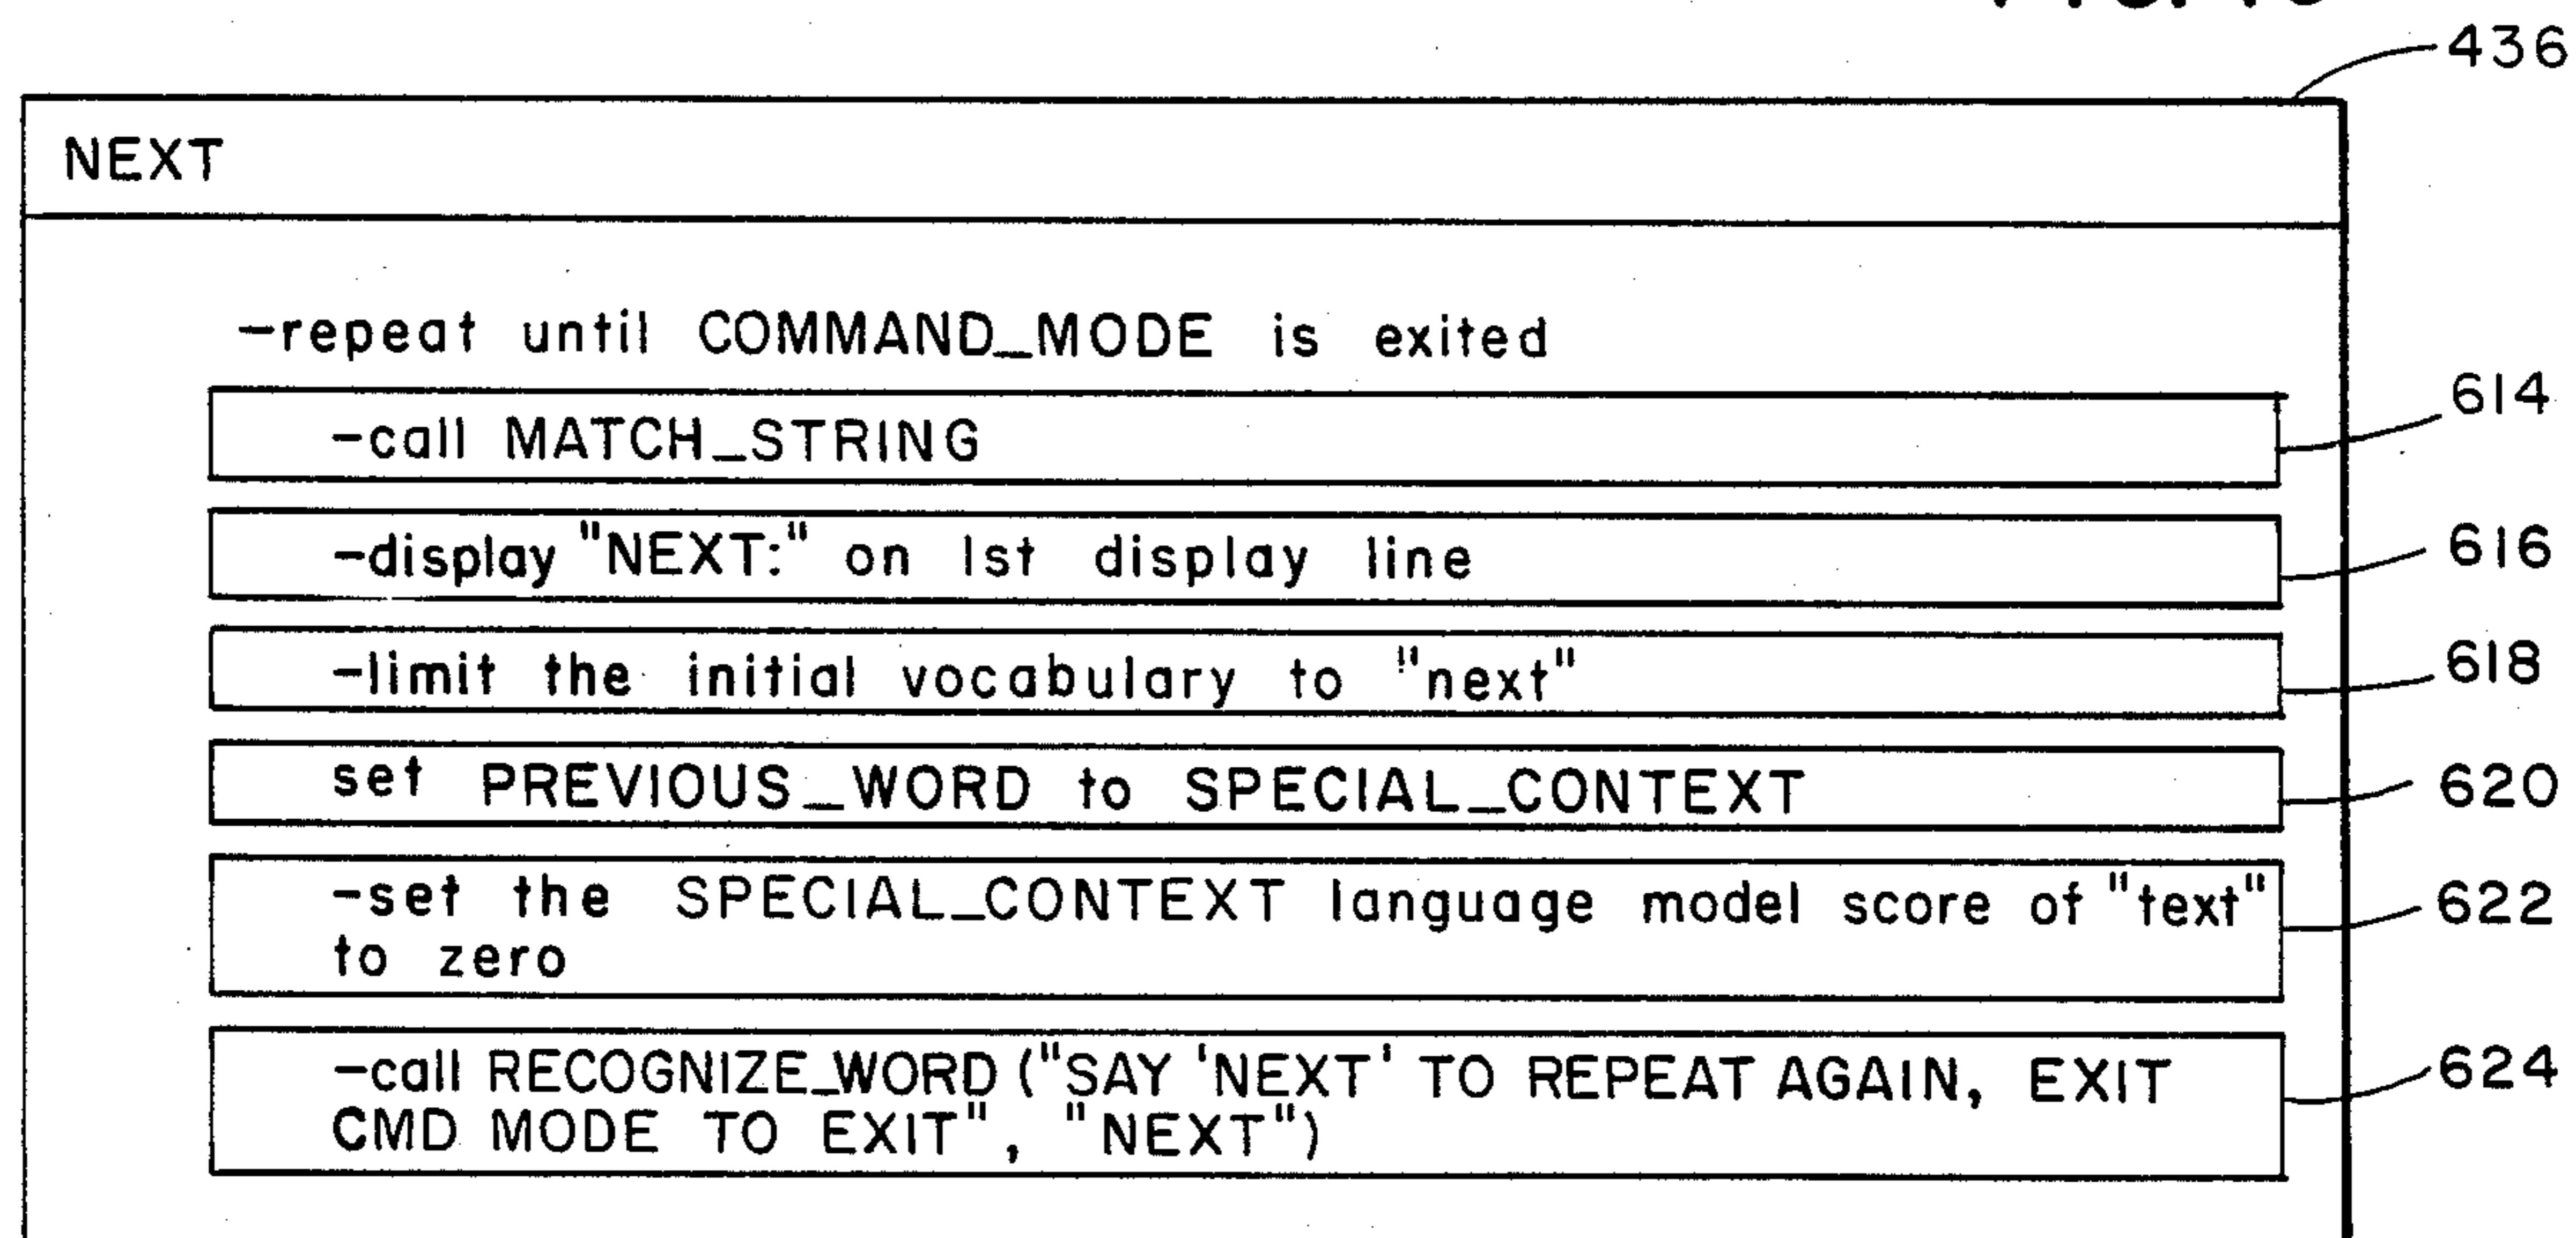 436
NEXT
-repeat until COMMAND_MODE is exited
614
-call MATCH_STRING
-display "NEXT:" on 1st display line
616
-limit the initial vocabulary to "next"
618
set PREVIOUS_WORD to SPECIAL_CONTEXT
620
-set the SPECIAL_CONTEXT language model score of "text"
622
to zero
-call RECOGNIZE_WORD ("SAY 'NEXT' TO REPEAT AGAIN, EXIT
624
CMD MODE TO EXIT", "NEXT")